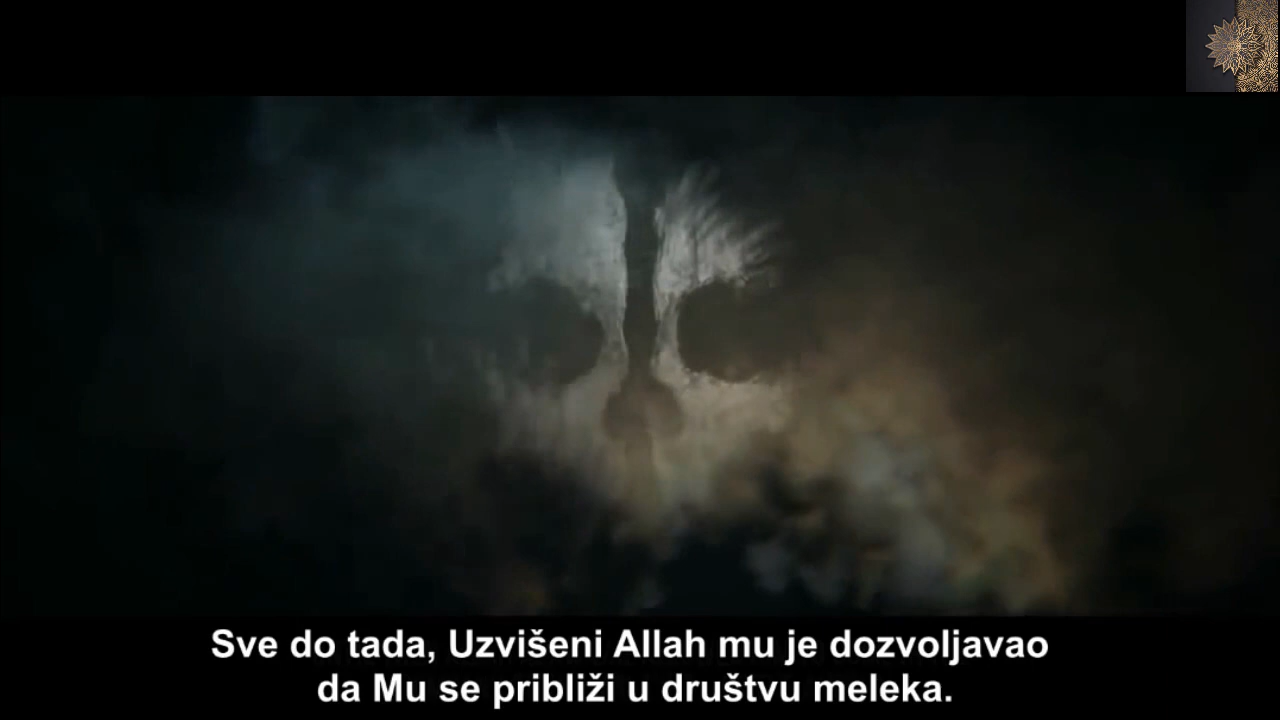 Sve do tada, Uzvišeni Allah mu je dozvoljavao
da Mu se približi u društvu meleka.